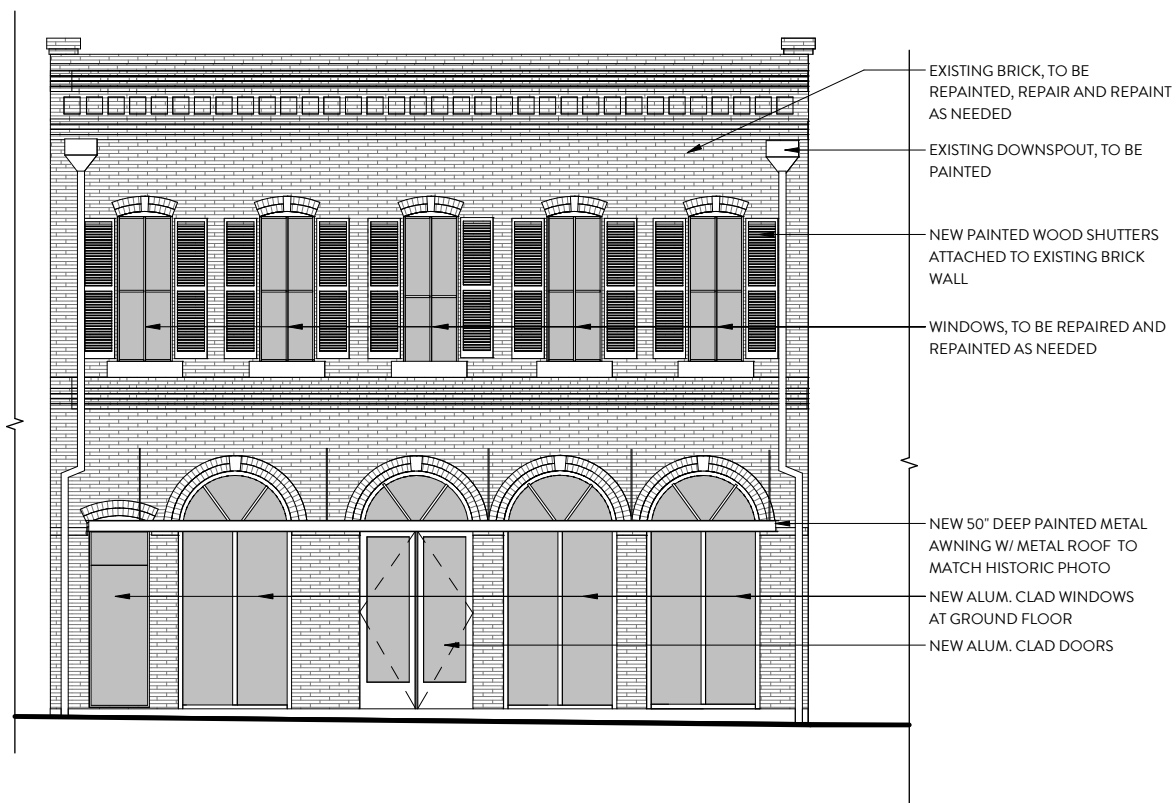 EXISTING BRICK, TO BE
REPAINTED, REPAIR AND REPAINT
AS NEEDED
EXISTING DOWNSPOUT, TO BE
PAINTED
NEW PAINTED WOOD SHUTTERS
ATTACHED TO EXISTING BRICK
WALL
WINDOWS, TO BE REPAIRED AND
REPAINTED AS NEEDED
NEW 50" DEEP PAINTED METAL
AWNING W/ METAL ROOF TO
MATCH HISTORIC PHOTO
NEW ALUM. CLAD WINDOWS
AT GROUND FLOOR
NEW ALUM. CLAD DOORS